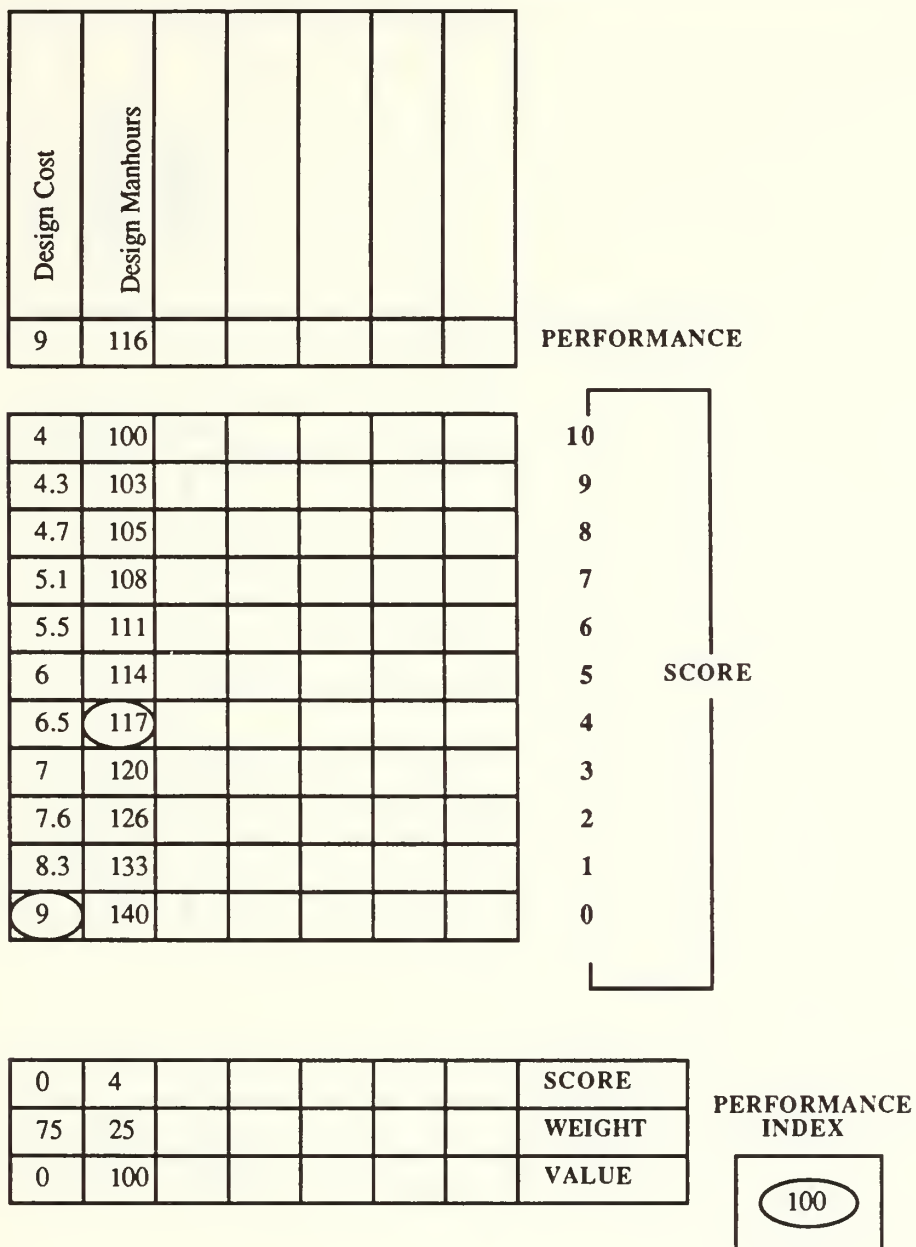 Design Cost
Design Manhours
9 116 PERFORMANCE
4 100 10
4.3 103 9
4.7 105 8
5.1 108 7
5.5 111 6
6 114 5 SCORE
6.5 117 4
7 120 3
7.6 126 2
8.3 133 1
9 140 0
0 4 SCORE
75 25 WEIGHT
0 100 VALUE
PERFORMANCE
INDEX
100